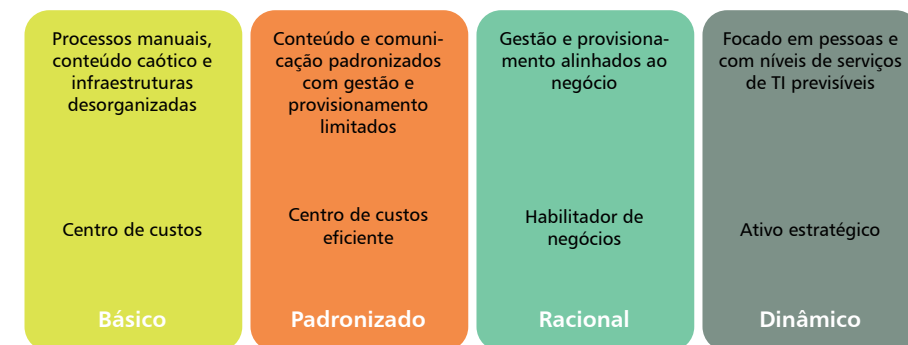 Processos manuais,
conteúdo caótico e
infraestruturas
desorganizadas
Centro de custos
Básico
Conteúdo e comuni-
cação padronizados
com gestão e
provisionamento
limitados
Centro de custos
eficiente
Padronizado
Gestão e provisiona-
mento alinhados ao
negócio
Habilitador de
negócios
Racional
Focado em pessoas e
com níveis de serviços
de TI previsíveis
Ativo estratégico
Dinâmico